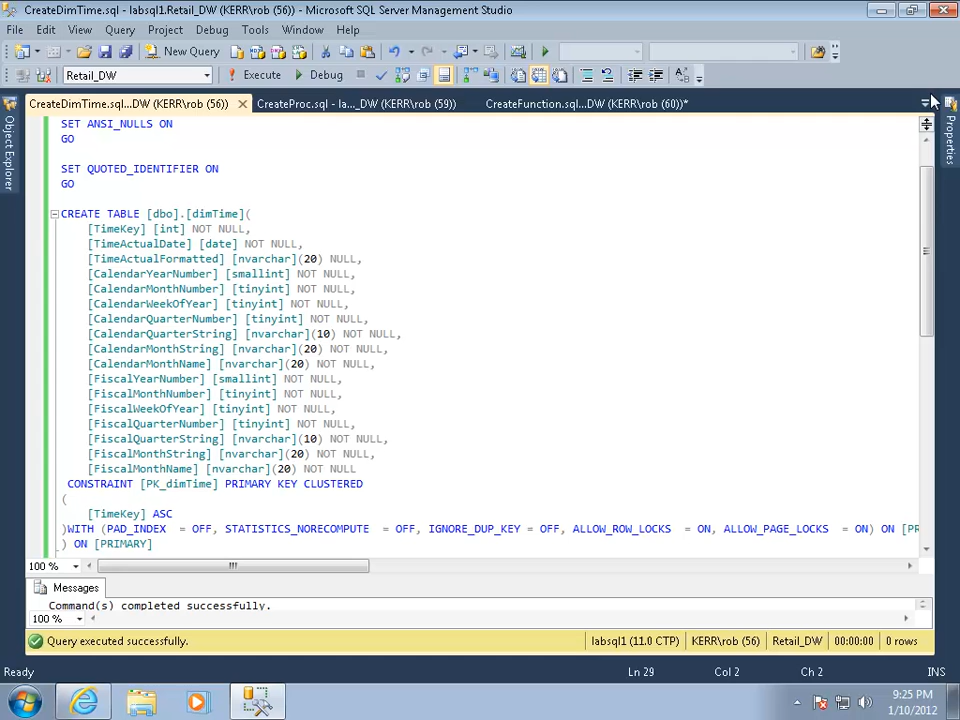 CreateDimTime.sql - labsql1.Retail_DW (KERR\rob (56)) - Microsoft SQL Server Management Studio
File Edit View Query Project Debug Tools Window Help
New Query
Retail_DW Execute Debug
CreateDimTime.sql...DW (KERR\rob (56)) CreateProc.sql - la..._DW (KERR\rob (59)) CreateFunction.sql...DW (KERR\rob (60))*
Object Explorer
Properties
SET ANSI_NULLS ON
GO
SET QUOTED_IDENTIFIER ON
GO
CREATE TABLE [dbo].[dimTime](
[TimeKey] [int] NOT NULL,
[TimeActualDate] [date] NOT NULL,
[TimeActualFormatted] [nvarchar](20) NULL,
[CalendarYearNumber] [smallint] NOT NULL,
[CalendarMonthNumber] [tinyint] NOT NULL,
[CalendarWeekOfYear] [tinyint] NOT NULL,
[CalendarQuarterNumber] [tinyint] NOT NULL,
[CalendarQuarterString] [nvarchar](10) NOT NULL,
[CalendarMonthString] [nvarchar](20) NOT NULL,
[CalendarMonthName] [nvarchar](20) NOT NULL,
[FiscalYearNumber] [smallint] NOT NULL,
[FiscalMonthNumber] [tinyint] NOT NULL,
[FiscalWeekOfYear] [tinyint] NOT NULL,
[FiscalQuarterNumber] [tinyint] NOT NULL,
[FiscalQuarterString] [nvarchar](10) NOT NULL,
[FiscalMonthString] [nvarchar](20) NOT NULL,
[FiscalMonthName] [nvarchar](20) NOT NULL
CONSTRAINT [PK_dimTime] PRIMARY KEY CLUSTERED
(
[TimeKey] ASC
)WITH (PAD_INDEX = OFF, STATISTICS_NORECOMPUTE = OFF, IGNORE_DUP_KEY = OFF, ALLOW_ROW_LOCKS = ON, ALLOW_PAGE_LOCKS = ON) ON [PR
) ON [PRIMARY]
100 %
Messages
Command(s) completed successfully.
100 %
Query executed successfully. labsql1 (11.0 CTP) KERR\rob (56) Retail_DW 00:00:00 0 rows
Ready Ln 29 Col 2 Ch 2 INS
9:25 PM
1/10/2012